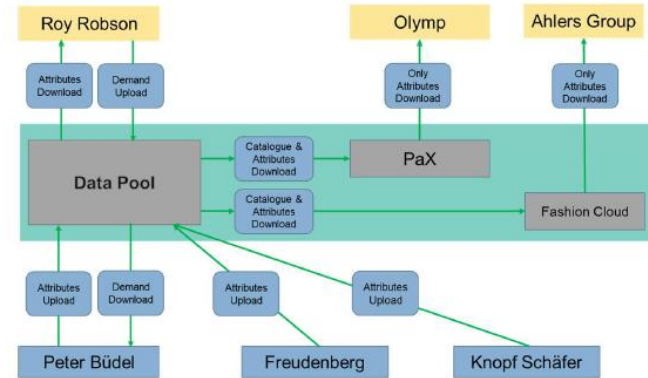 Roy Robson
Olymp
Ahlers Group
Attributes
Download
Demand
Upload
Only
Attributes
Download
Only
Attributes
Download
Data Pool
Catalogue &
Attributes
Download
PaX
Catalogue &
Attributes
Download
Fashion Cloud
Attributes
Upload
Demand
Download
Attributes
Upload
Attributes
Upload
Peter Büdel
Freudenberg
Knopf Schäfer